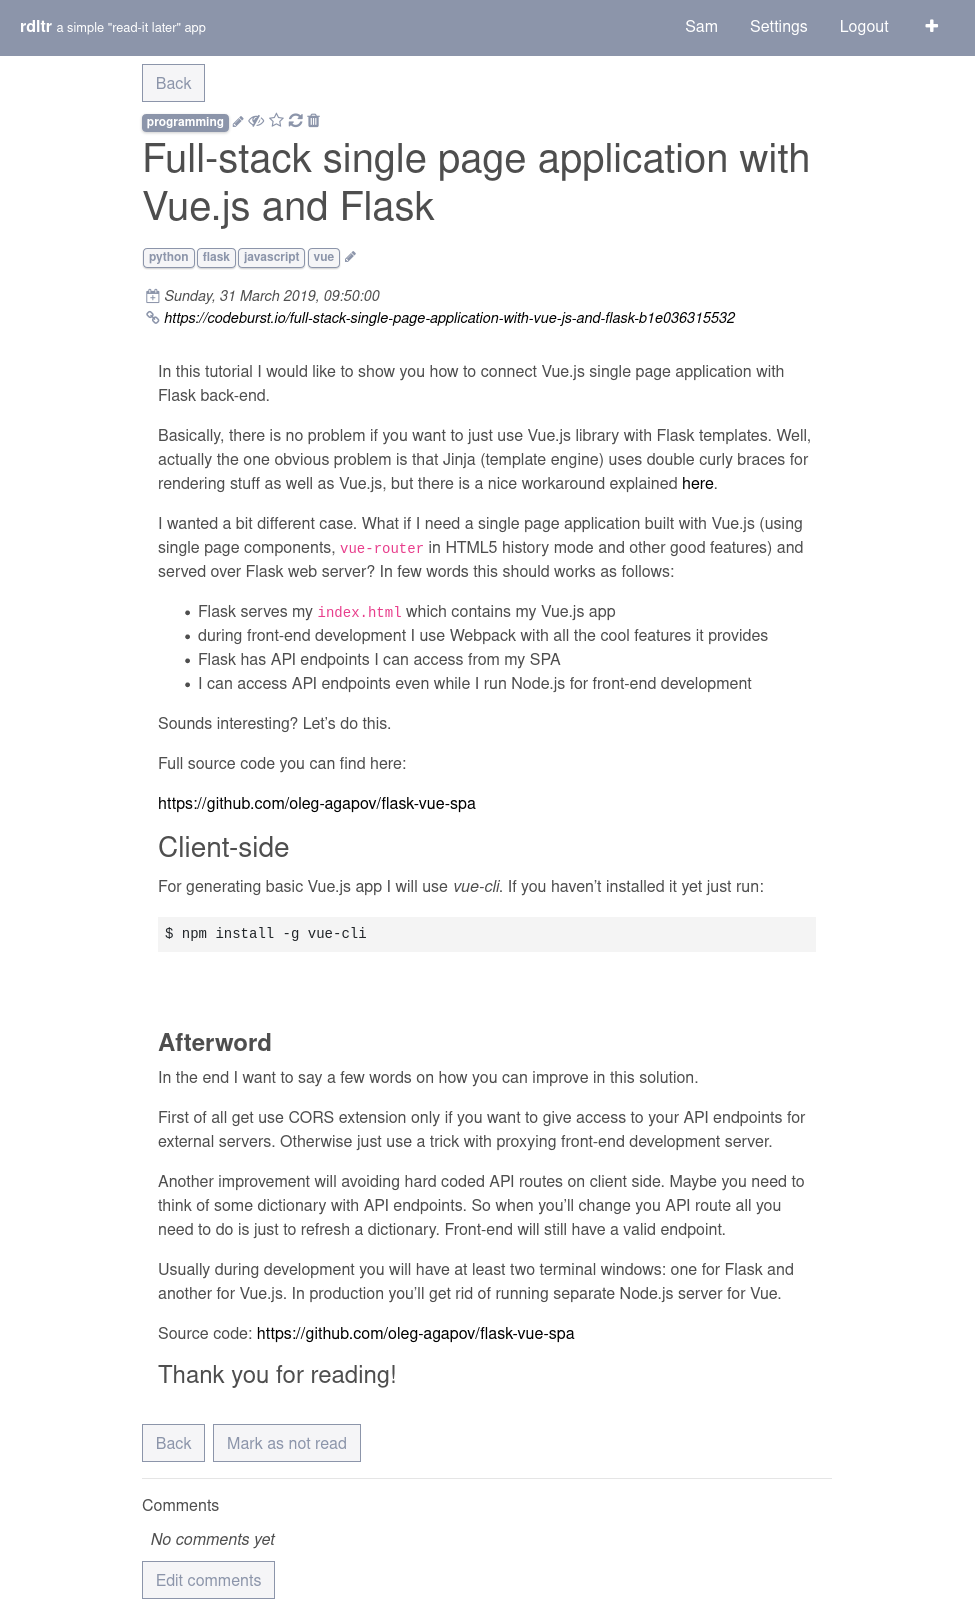 rdltr a simple "read-it later" app
Sam Settings Logout
Back
programming
Full-stack single page application with
Vue.js and Flask
python flask javascript vue
Sunday, 31 March 2019, 09:50:00
https://codeburst.io/full-stack-single-page-application-with-vue-js-and-flask-b1e036315532
In this tutorial I would like to show you how to connect Vue.js single page application with
Flask back-end.
Basically, there is no problem if you want to just use Vue.js library with Flask templates. Well,
actually the one obvious problem is that Jinja (template engine) uses double curly braces for
rendering stuff as well as Vue.js, but there is a nice workaround explained here.
I wanted a bit different case. What if I need a single page application built with Vue.js (using
single page components, vue-router in HTML5 history mode and other good features) and
served over Flask web server? In few words this should works as follows:
• Flask serves my index.html which contains my Vue.js app
• during front-end development I use Webpack with all the cool features it provides
• Flask has API endpoints I can access from my SPA
• I can access API endpoints even while I run Node.js for front-end development
Sounds interesting? Let’s do this.
Full source code you can find here:
https://github.com/oleg-agapov/flask-vue-spa
Client-side
For generating basic Vue.js app I will use vue-cli. If you haven’t installed it yet just run:
$ npm install -g vue-cli
Afterword
In the end I want to say a few words on how you can improve in this solution.
First of all get use CORS extension only if you want to give access to your API endpoints for
external servers. Otherwise just use a trick with proxying front-end development server.
Another improvement will avoiding hard coded API routes on client side. Maybe you need to
think of some dictionary with API endpoints. So when you’ll change you API route all you
need to do is just to refresh a dictionary. Front-end will still have a valid endpoint.
Usually during development you will have at least two terminal windows: one for Flask and
another for Vue.js. In production you’ll get rid of running separate Node.js server for Vue.
Source code: https://github.com/oleg-agapov/flask-vue-spa
Thank you for reading!
Back Mark as not read
Comments
No comments yet
Edit comments